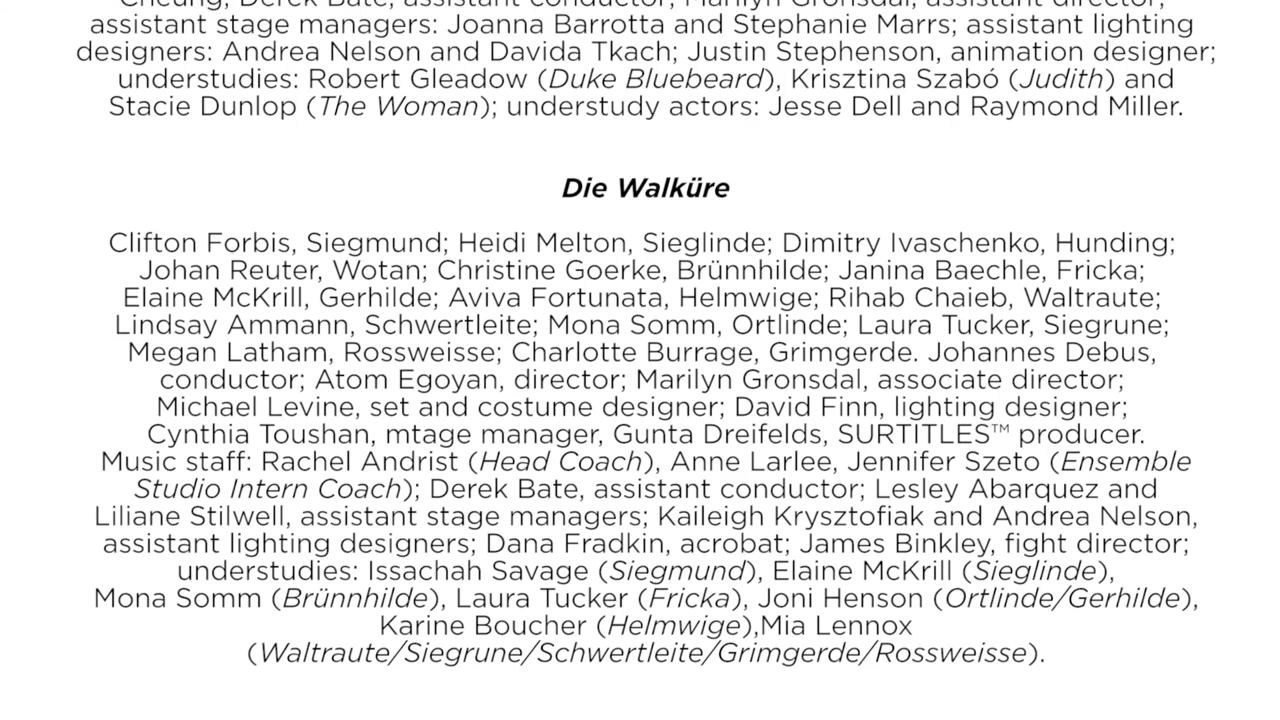 Cheung, Derek Bate, assistant conductor; Marilyn Gronsdal, assistant director;
assistant stage managers: Joanna Barrotta and Stephanie Marrs; assistant lighting
designers: Andrea Nelson and Davida Tkach; Justin Stephenson, animation designer;
understudies: Robert Gleadow (Duke Bluebeard), Krisztina Szabó (Judith) and
Stacie Dunlop (The Woman); understudy actors: Jesse Dell and Raymond Miller.
Die Walküre
Clifton Forbis, Siegmund; Heidi Melton, Sieglinde; Dimitry Ivaschenko, Hunding;
Johan Reuter, Wotan; Christine Goerke, Brünnhilde; Janina Baechle, Fricka;
Elaine McKrill, Gerhilde; Aviva Fortunata, Helmwige; Rihab Chaieb, Waltraute;
Lindsay Ammann, Schwertleite; Mona Somm, Ortlinde; Laura Tucker, Siegrune;
Megan Latham, Rossweisse; Charlotte Burrage, Grimgerde. Johannes Debus,
conductor; Atom Egoyan, director; Marilyn Gronsdal, associate director;
Michael Levine, set and costume designer; David Finn, lighting designer;
Cynthia Toushan, mtage manager, Gunta Dreifelds, SURTITLES™ producer.
Music staff: Rachel Andrist (Head Coach), Anne Larlee, Jennifer Szeto (Ensemble
Studio Intern Coach); Derek Bate, assistant conductor; Lesley Abarquez and
Liliane Stilwell, assistant stage managers; Kaileigh Krysztofiak and Andrea Nelson,
assistant lighting designers; Dana Fradkin, acrobat; James Binkley, fight director;
understudies: Issachah Savage (Siegmund), Elaine McKrill (Sieglinde),
Mona Somm (Brünnhilde), Laura Tucker (Fricka), Joni Henson (Ortlinde/Gerhilde),
Karine Boucher (Helmwige),Mia Lennox
(Waltraute/Siegrune/Schwertleite/Grimgerde/Rossweisse).